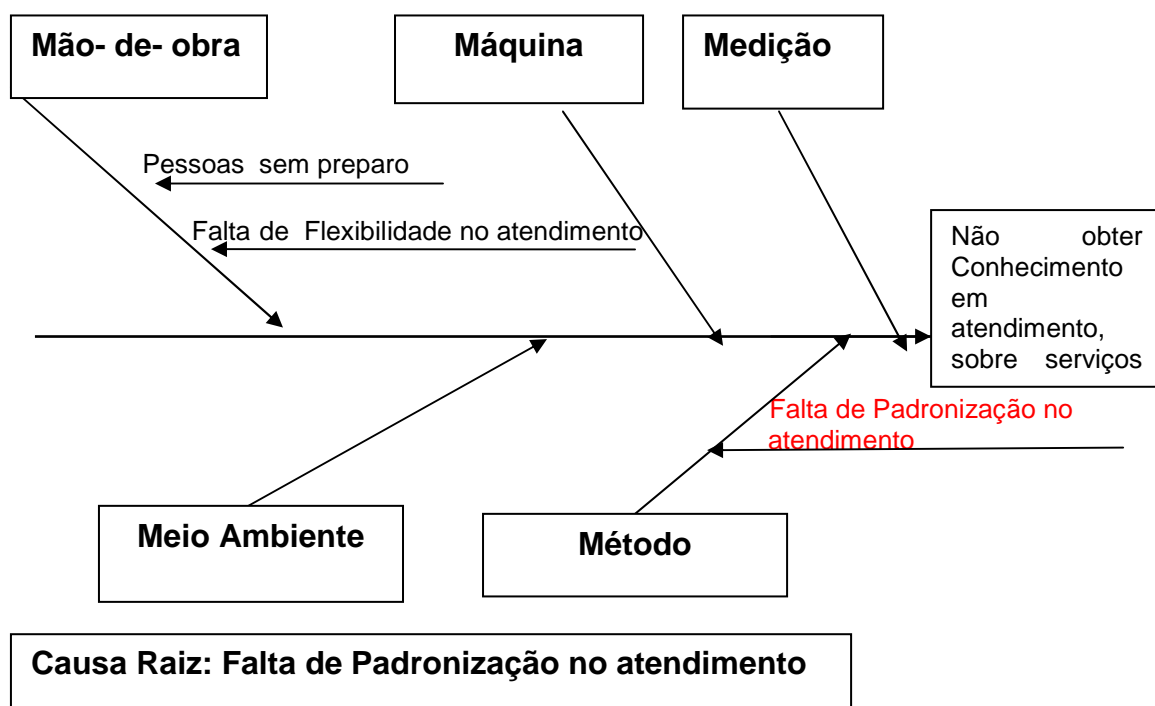 Mão- de- obra
Máquina
Medição
Pessoas sem preparo
Falta de Flexibilidade no atendimento
Não obter
Conhecimento
em
atendimento,
sobre serviços
Falta de Padronização no
atendimento
Meio Ambiente
Método
Causa Raiz: Falta de Padronização no atendimento